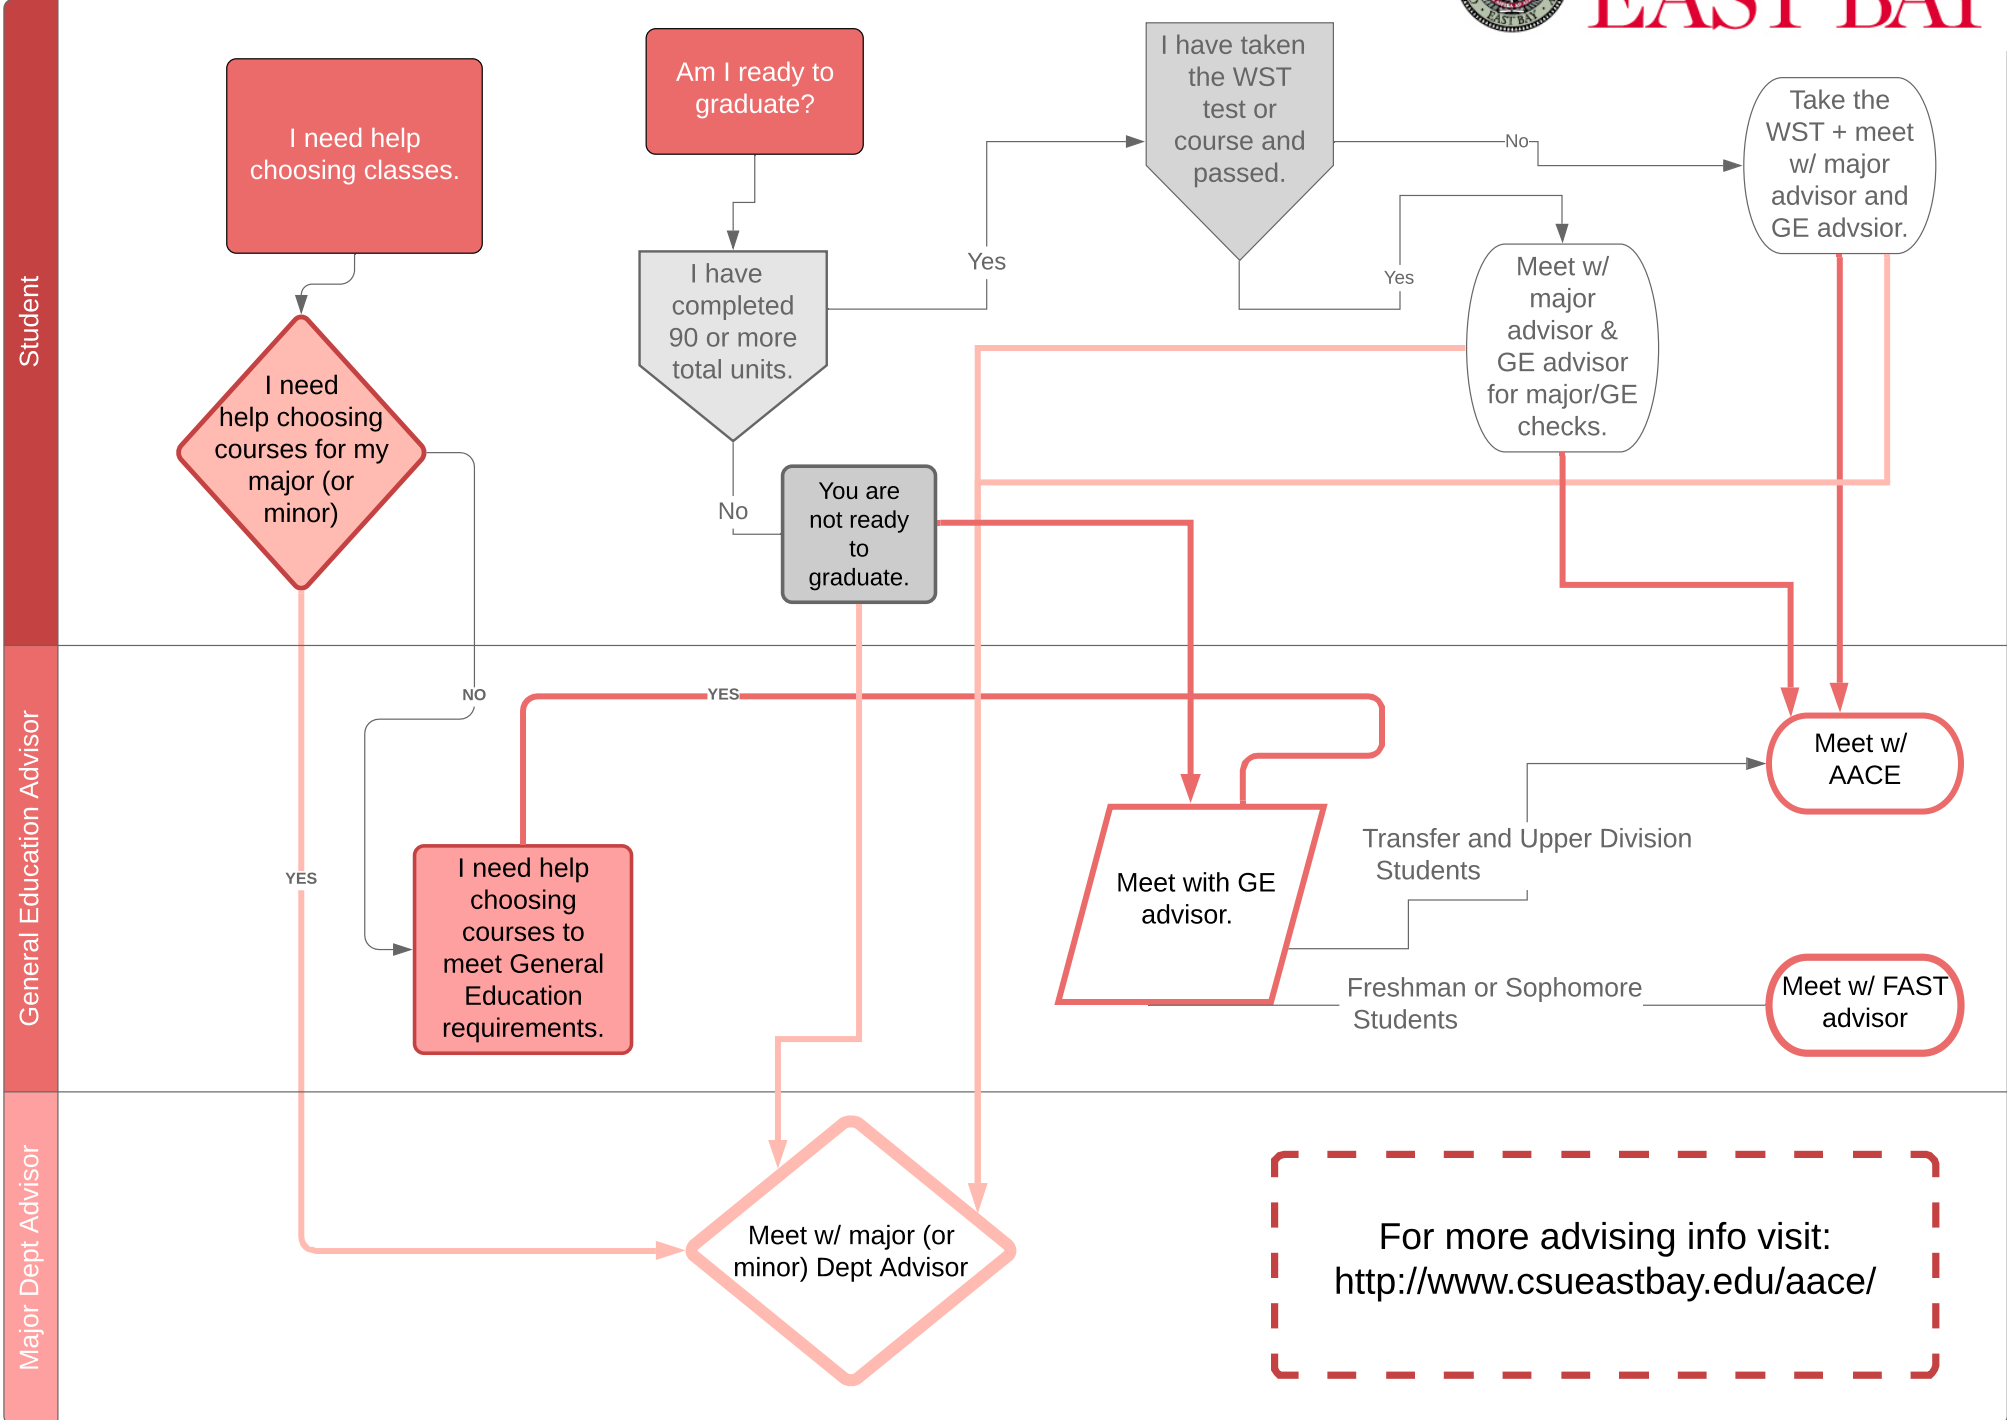 EAST BAY
EAST BAY
I need help
choosing classes.
Am I ready to
graduate?
I have taken
the WST
test or
course and
passed.
No
Take the
WST + meet
w/ major
advisor and
GE advsior.
I have
completed
90 or more
total units.
Yes
Yes
Meet w/
major
advisor &
GE advisor
for major/GE
checks.
I need
help choosing
courses for my
major (or
minor)
No
You are
not ready
to
graduate.
Student
NO
YES
YES
I need help
choosing
courses to
meet General
Education
requirements.
Meet with GE
advisor.
Transfer and Upper Division
Students
Meet w/
AACE
Freshman or Sophomore
Students
Meet w/ FAST
advisor
General Education Advisor
Meet w/ major (or
minor) Dept Advisor
For more advising info visit:
http://www.csueastbay.edu/aace/
Major Dept Advisor